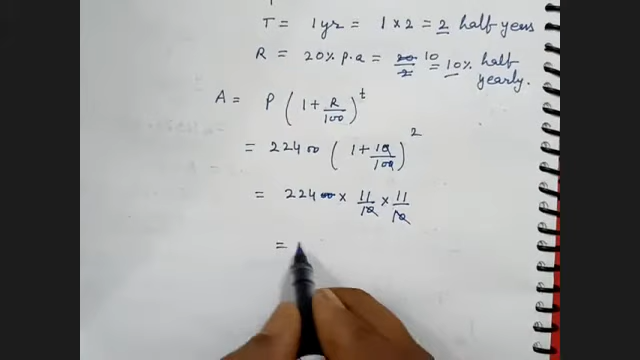 T = 1 yr = 1 × 2 = 2 half years
R = 20% p.a = 20/2 10 = 10% half yearly.
A = P (1 + R/100)^t
= 22400 (1 + 10/100)^2
= 22400 × 11/10 × 11/10
=